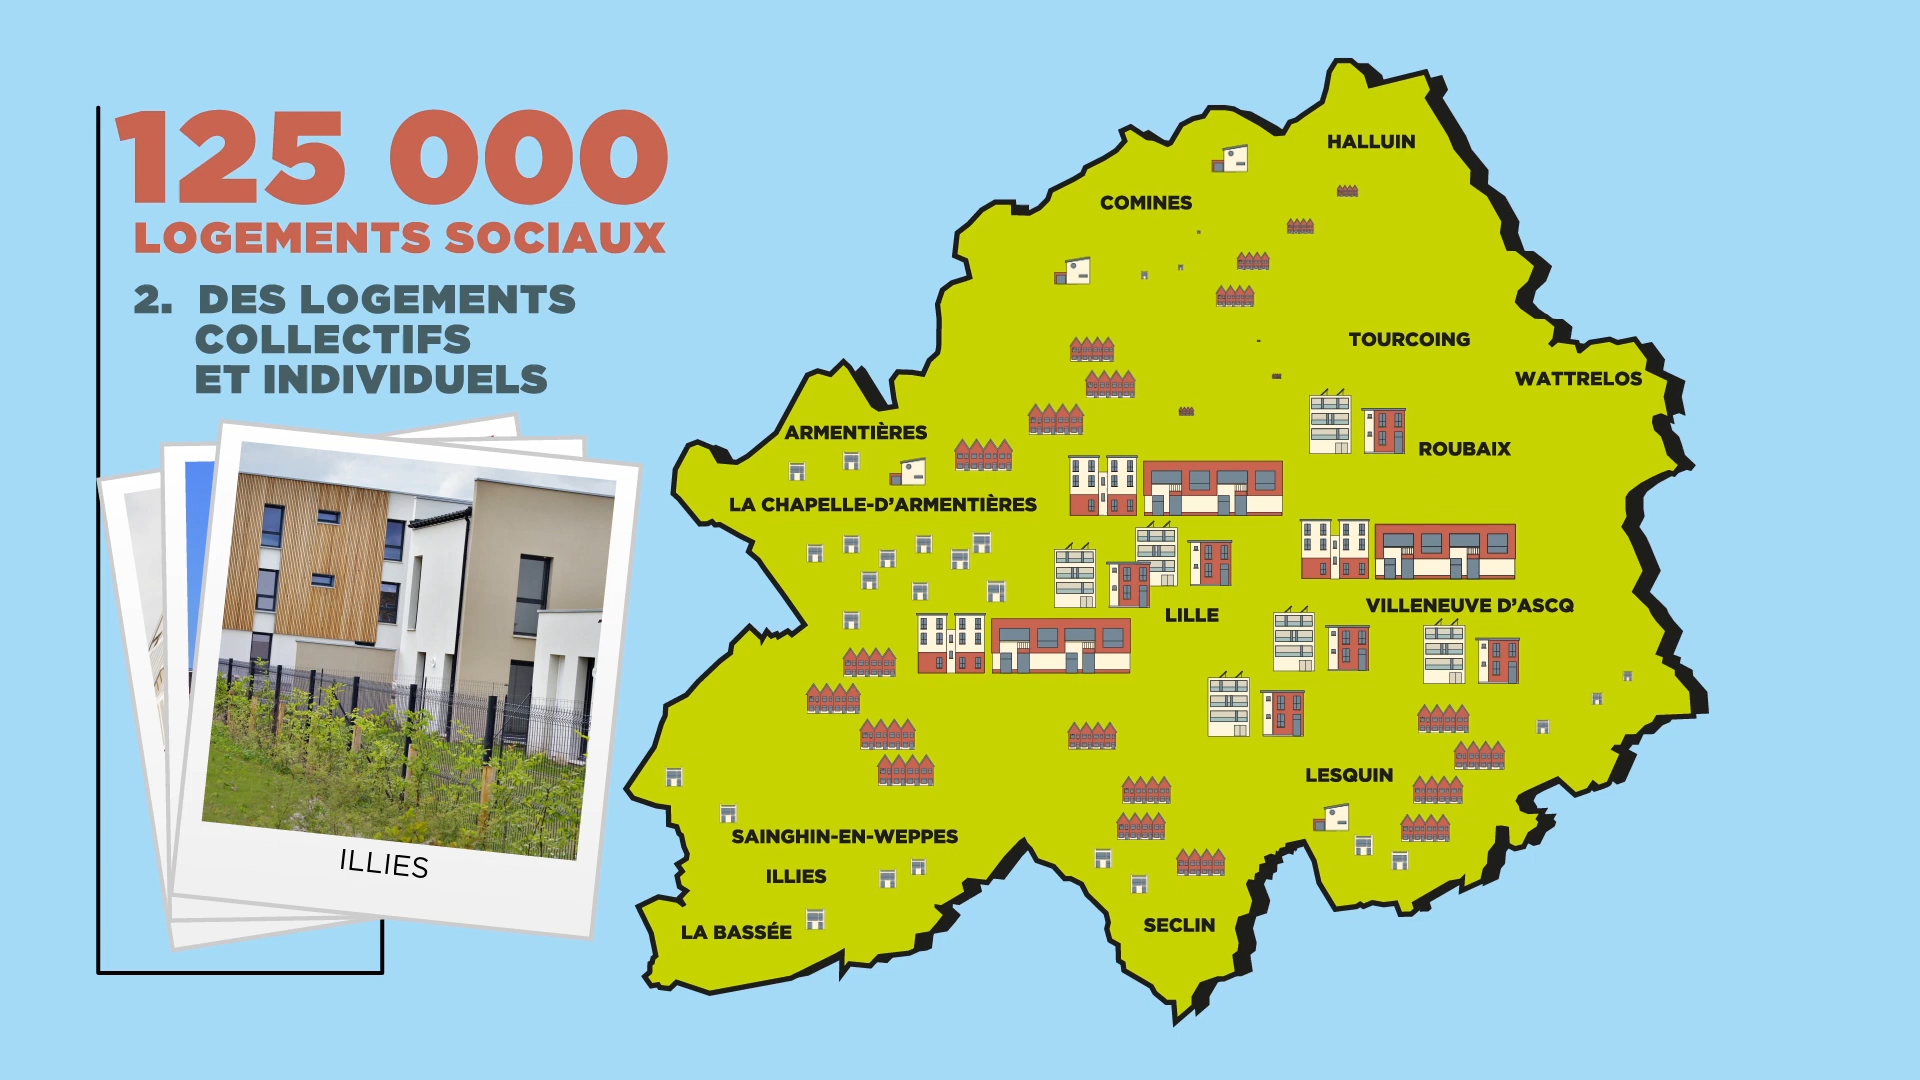 125 000
LOGEMENTS SOCIAUX
2. DES LOGEMENTS
COLLECTIFS
ET INDIVIDUELS
ILLIES
HALLUIN
COMINES
TOURCOING
WATTRELOS
ARMENTIÈRES
ROUBAIX
LA CHAPELLE-D'ARMENTIÈRES
VILLENEUVE D'ASCQ
LILLE
LESQUIN
SAINGHIN-EN-WEPPES
ILLIES
SECLIN
LA BASSÉE